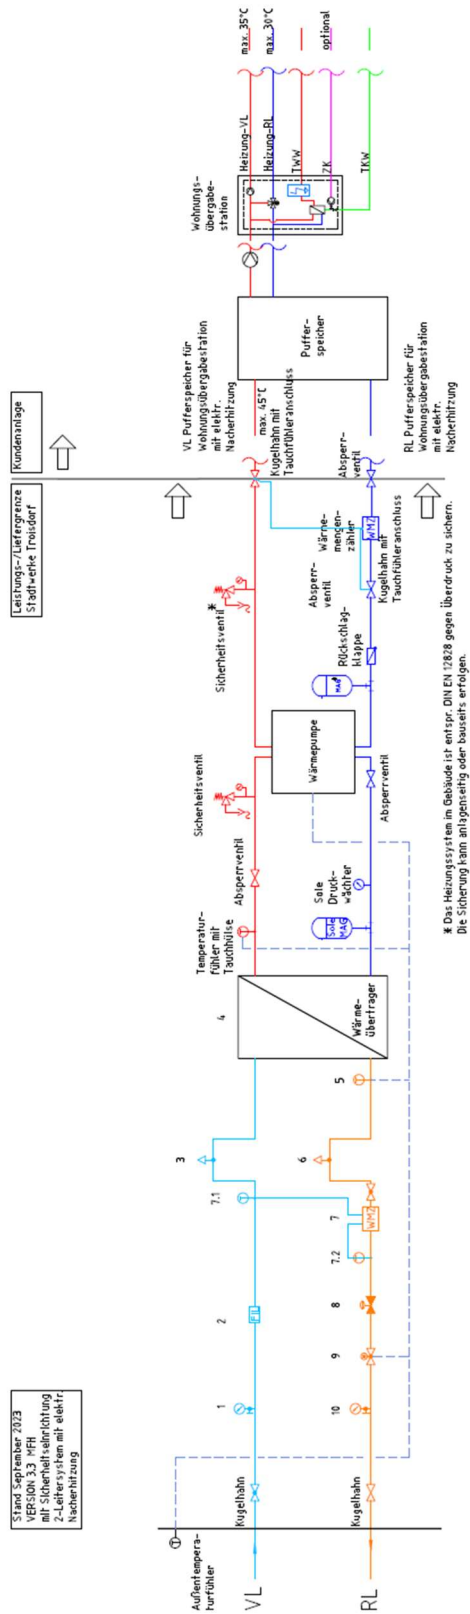 Stand September 2023
VERSION 3.3 MFH
mit Sicherheitseinrichtung
2-Leitersystem mit elektr.
Nacherhitzung
Leistungs-/Liefergrenze
Stadtwerke Troisdorf
Kundenanlage
Außentempera-
turfühler
VL
Kugelhahn
1
2
FIL
7.1
3
4
Wärme-
übertrager
RL
Kugelhahn
10
9
8
7.2
7
WMZ
6
5
Temperatur-
fühler mit
Tauchhülse
Absperrventil
Sicherheitsventil
Sole
MAG
Sole
Druck-
wächter
Absperrventil
Wärmepumpe
Sicherheitsventil*
MAG
Rückschlag-
klappe
Absperr-
ventil
Kugelhahn mit
Tauchfühleranschluss
Wärme-
mengen-
zähler
WMZ
Absperr-
ventil
VL Pufferspeicher für
Wohnungsübergabestation
mit elektr.
Nacherhitzung
max. 45°C
Kugelhahn mit
Tauchfühleranschluss
RL Pufferspeicher für
Wohnungsübergabestation
mit elektr.
Nacherhitzung
Puffer-
speicher
Wohnungs-
übergabe-
station
Heizung-VL
max. 35°C
Heizung-RL
max. 30°C
TWW
ZK
optional
TKW
* Das Heizungssystem im Gebäude ist entspr. DIN EN 12828 gegen Überdruck zu sichern.
Die Sicherung kann anlagenseitig oder bauseits erfolgen.